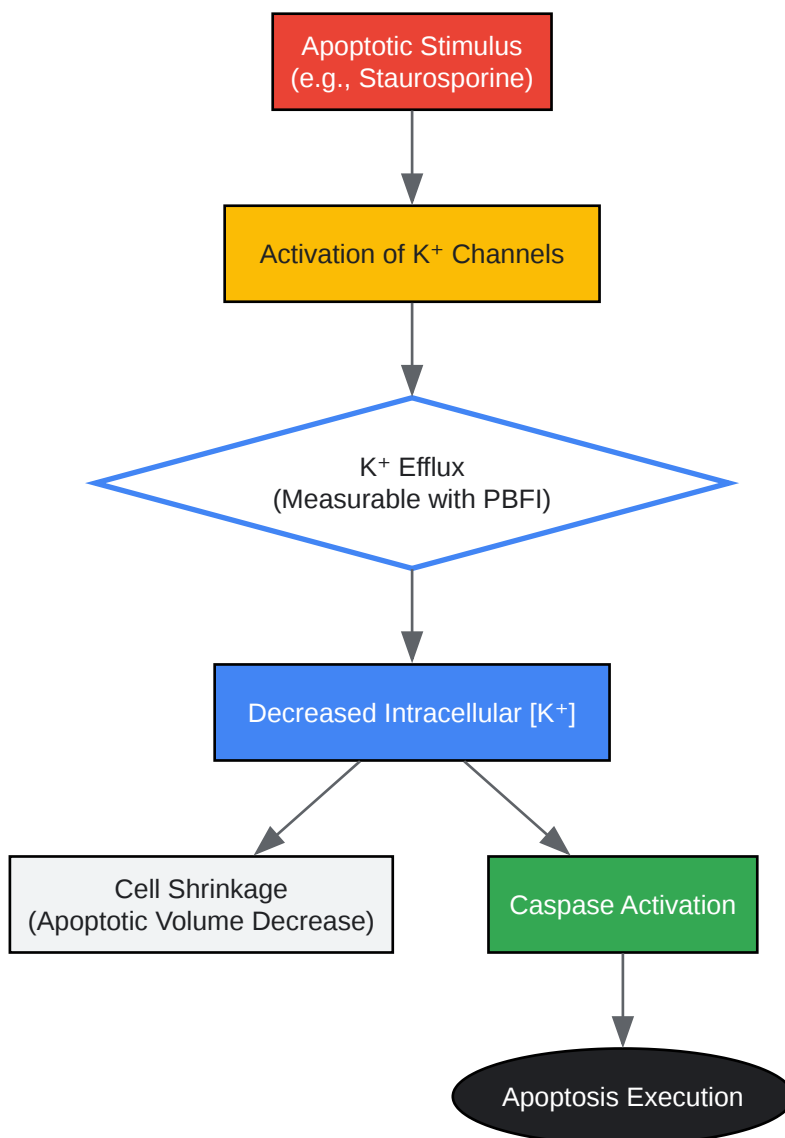 Apoptotic Stimulus
(e.g., Staurosporine)
Activation of K⁺ Channels
K⁺ Efflux
(Measurable with PBFI)
Decreased Intracellular [K⁺]
Cell Shrinkage
(Apoptotic Volume Decrease)
Caspase Activation
Apoptosis Execution